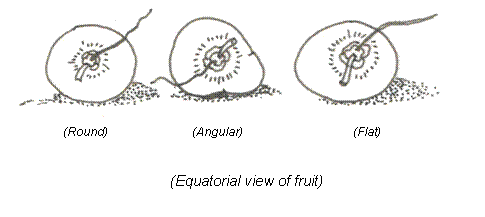 (Round) (Angular) (Flat)
(Equatorial view of fruit)